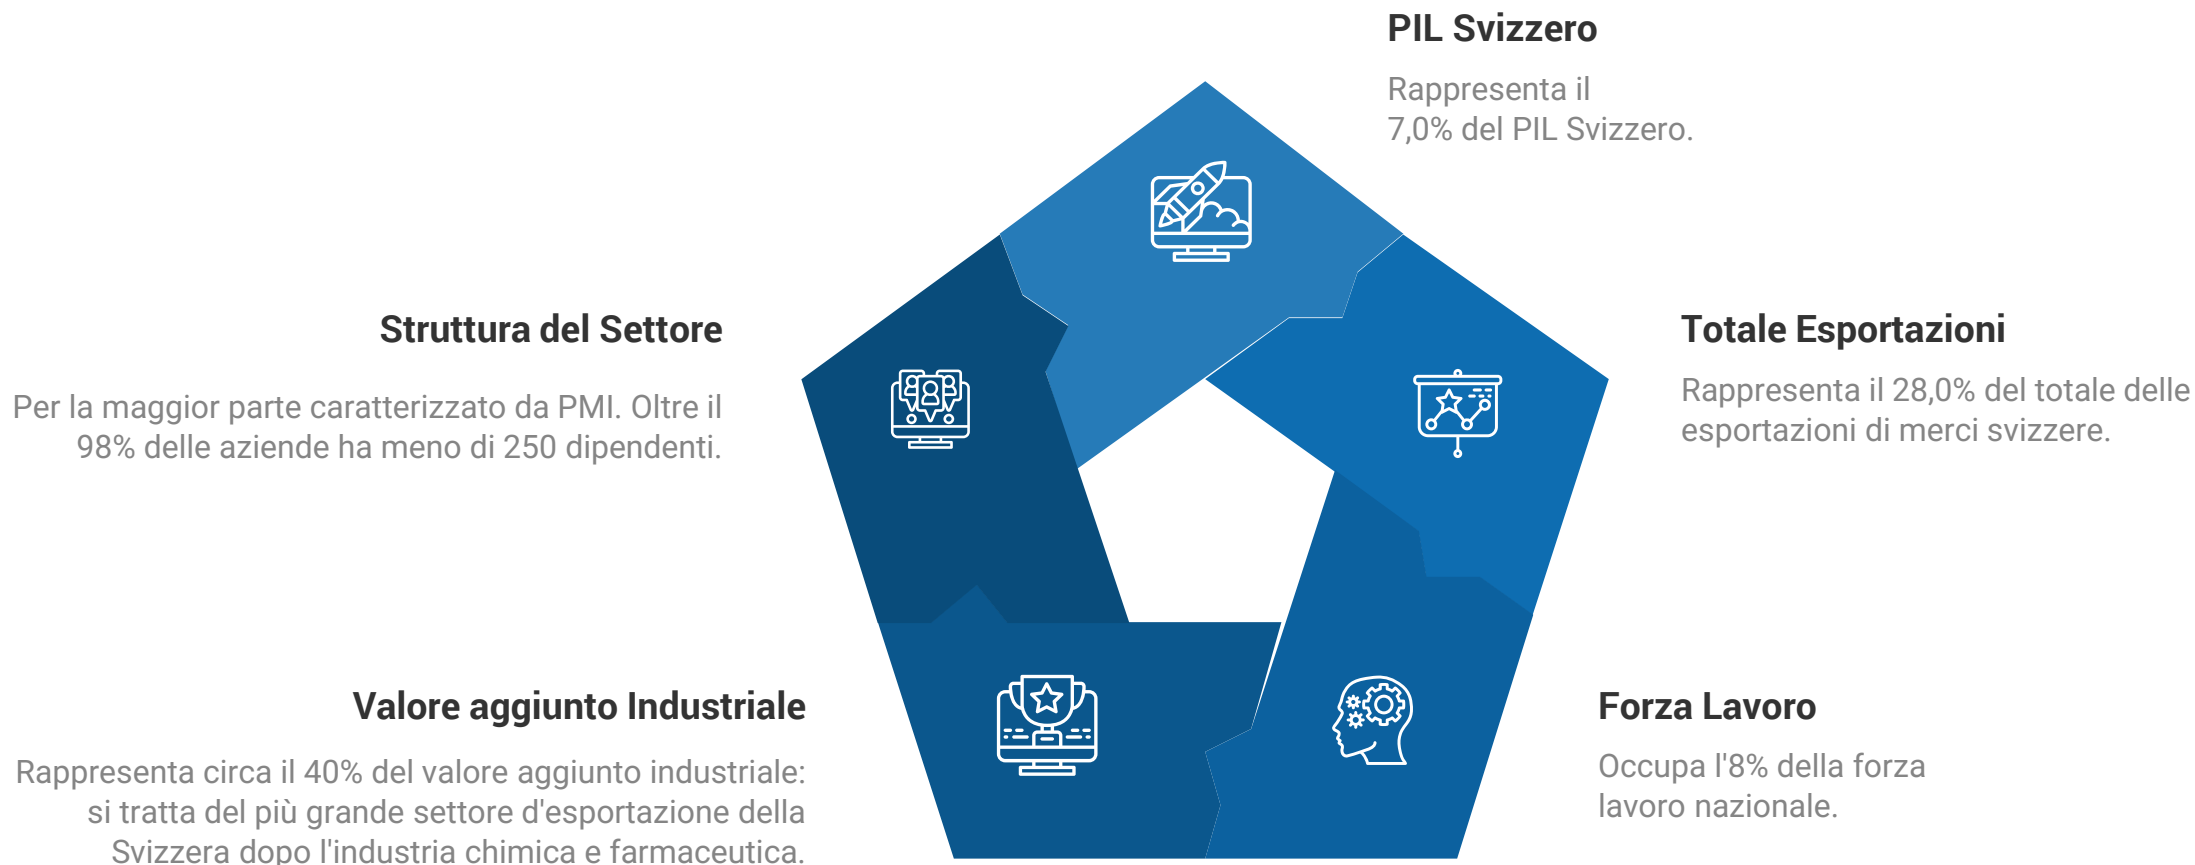 PIL Svizzero
Rappresenta il
7,0% del PIL Svizzero.
Struttura del Settore
Per la maggior parte caratterizzato da PMI. Oltre il
98% delle aziende ha meno di 250 dipendenti.
Totale Esportazioni
Rappresenta il 28,0% del totale delle
esportazioni di merci svizzere.
Valore aggiunto Industriale
Rappresenta circa il 40% del valore aggiunto industriale:
si tratta del più grande settore d'esportazione della
Svizzera dopo l'industria chimica e farmaceutica.
Forza Lavoro
Occupa l'8% della forza
lavoro nazionale.